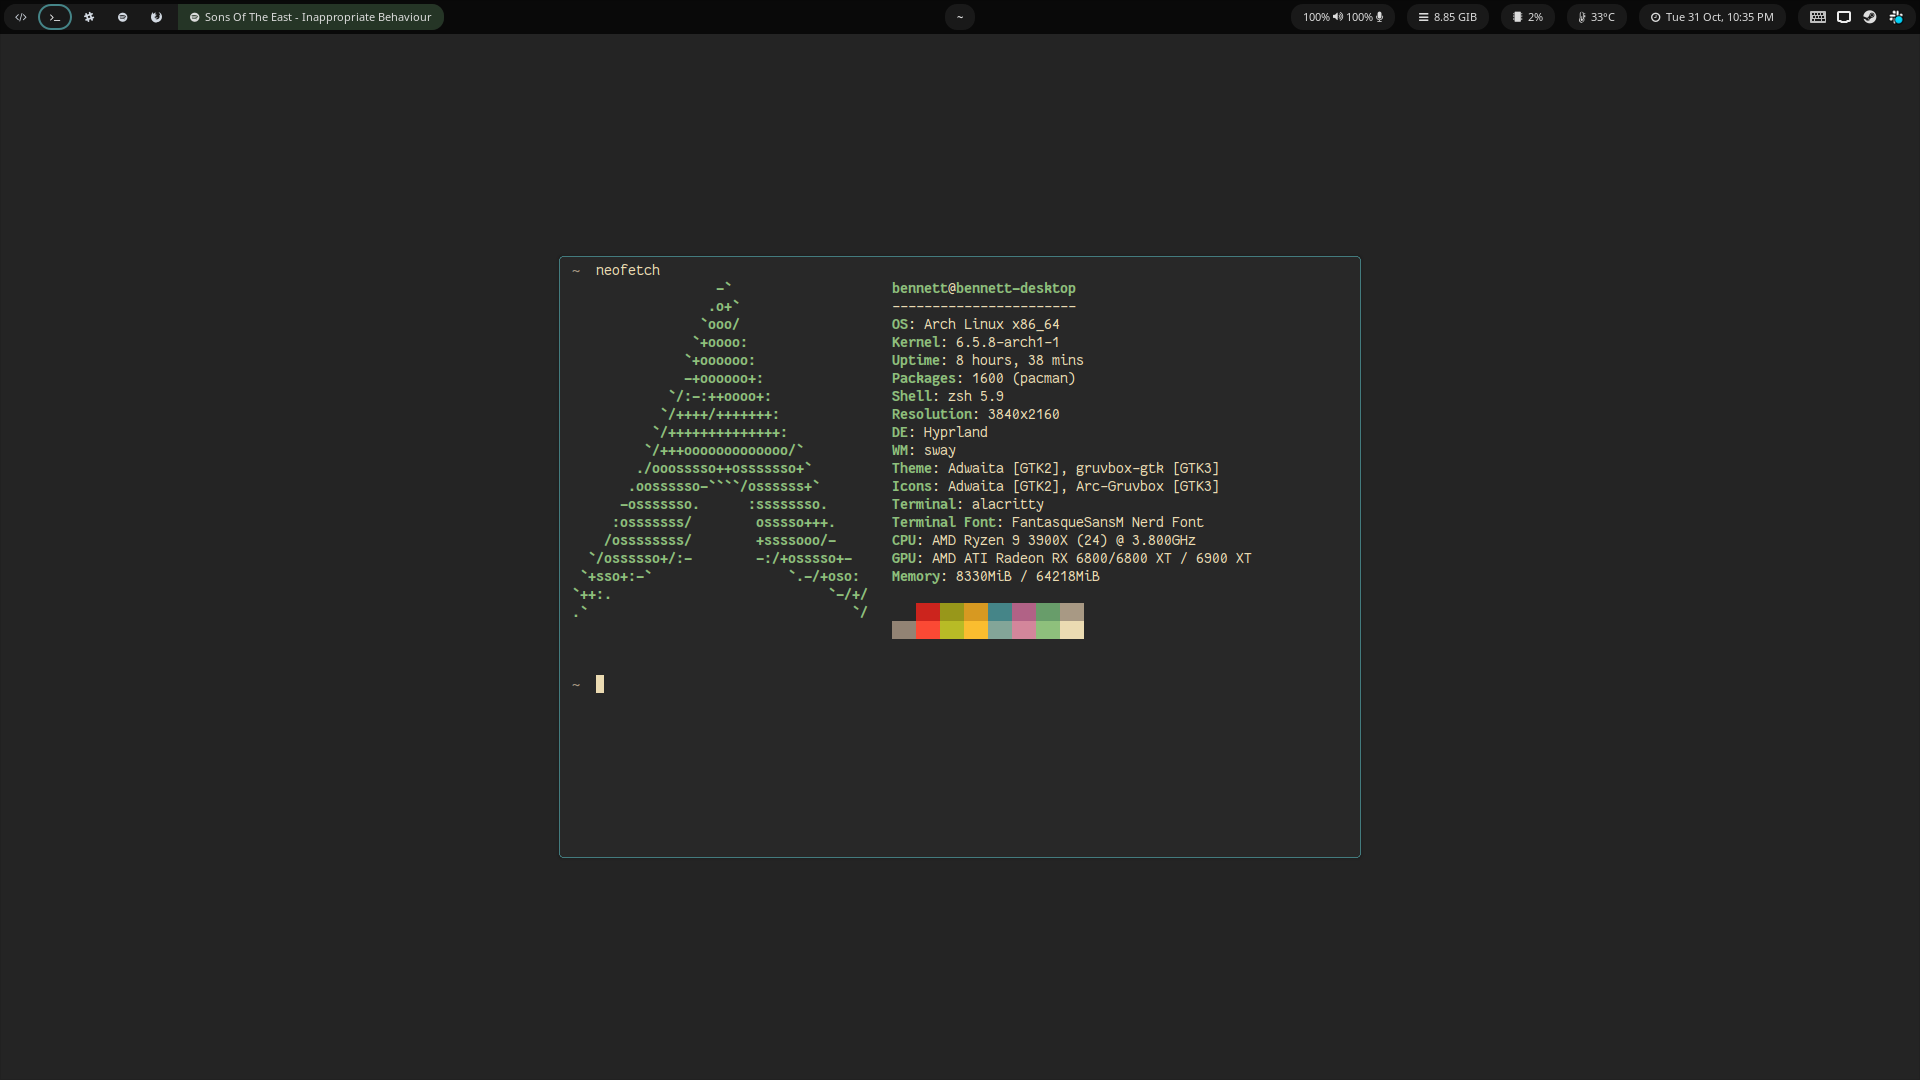 </> >_ Sons Of The East - Inappropriate Behaviour ~ 100% 100% 8.85 GIB 2% 33°C Tue 31 Oct, 10:35 PM
~ neofetch
-`
.o+`
`ooo/
`+oooo:
`+oooooo:
-+oooooo+:
`/:-:++oooo+:
`/++++/+++++++:
`/++++++++++++++:
`/+++ooooooooooooo/`
./ooosssso++osssssso+`
.oossssso-````/ossssss+`
-osssssso. :ssssssso.
:osssssss/ osssso+++.
/ossssssss/ +ssssooo/-
`/ossssso+/:- -:/+osssso+-
`+sso+:-` `.-/+oso:
`++:. `-/+/
.` `/
bennett@bennett-desktop
-----------------------
OS: Arch Linux x86_64
Kernel: 6.5.8-arch1-1
Uptime: 8 hours, 38 mins
Packages: 1600 (pacman)
Shell: zsh 5.9
Resolution: 3840x2160
DE: Hyprland
WM: sway
Theme: Adwaita [GTK2], gruvbox-gtk [GTK3]
Icons: Adwaita [GTK2], Arc-Gruvbox [GTK3]
Terminal: alacritty
Terminal Font: FantasqueSansM Nerd Font
CPU: AMD Ryzen 9 3900X (24) @ 3.800GHz
GPU: AMD ATI Radeon RX 6800/6800 XT / 6900 XT
Memory: 8330MiB / 64218MiB
~